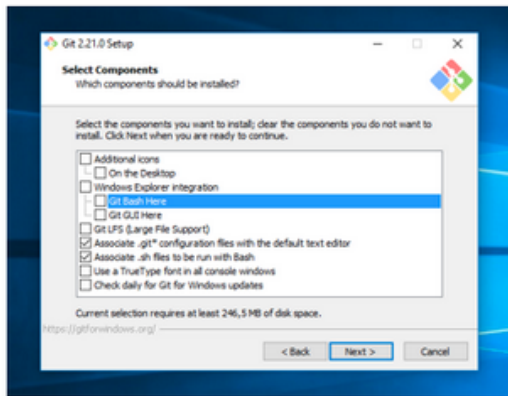 Git 2.21.0 Setup
Select Components
Which components should be installed?
Select the components you want to install; clear the components you do not want to
install. Click Next when you are ready to continue.
Additional icons
On the Desktop
Windows Explorer integration
Git Bash Here
Git GUI Here
Git LFS (Large File Support)
Associate .git* configuration files with the default text editor
Associate .sh files to be run with Bash
Use a TrueType font in all console windows
Check daily for Git for Windows updates
Current selection requires at least 246,5 MB of disk space.
https://gitforwindows.org/
< Back Next > Cancel